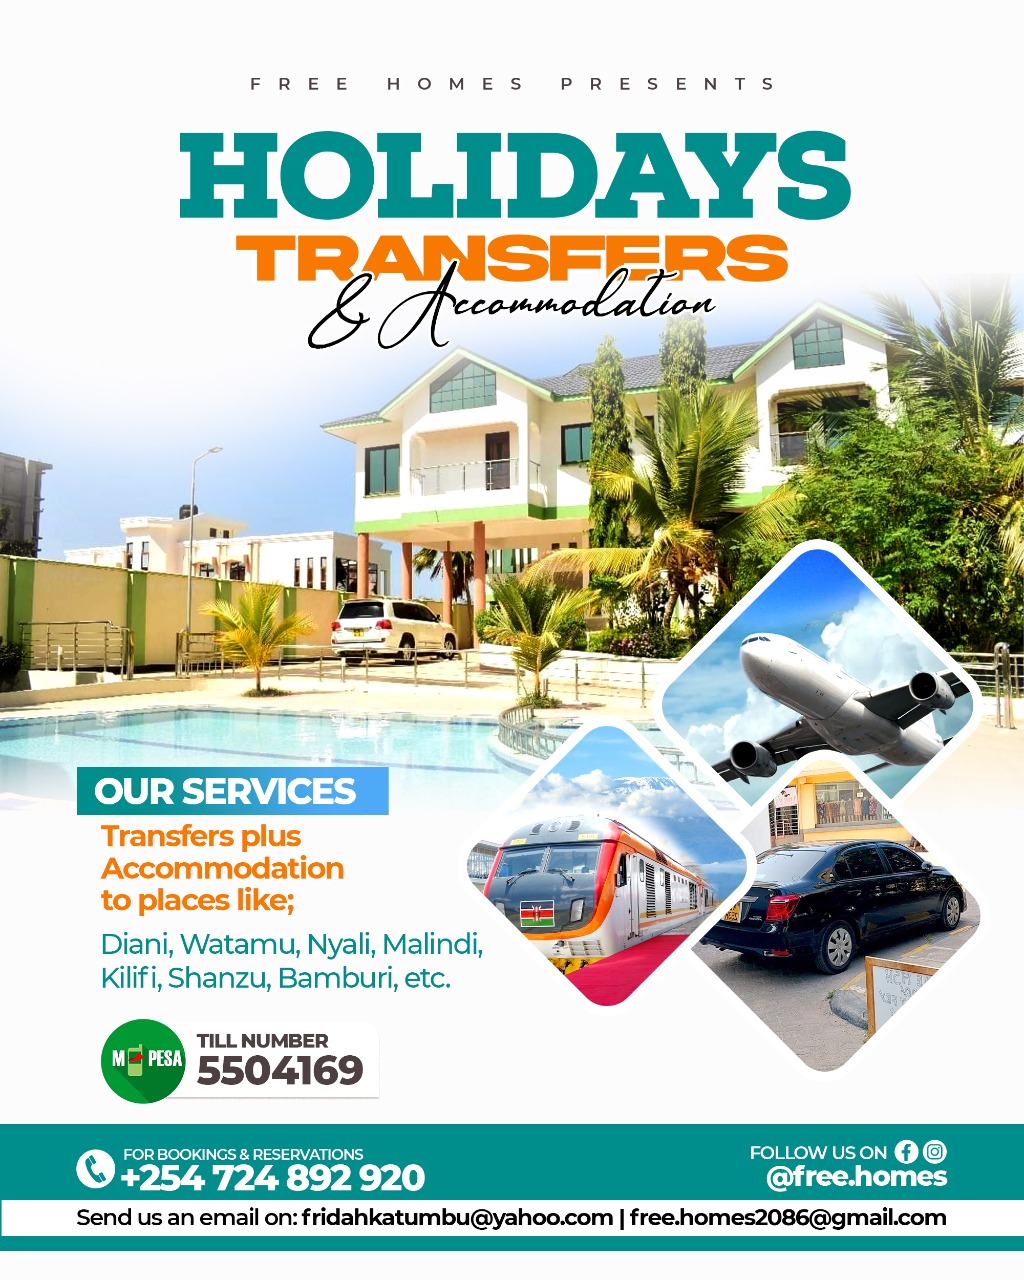 FREE HOMES PRESENTS
HOLIDAYS
TRANSFERS
& Accommodation
OUR SERVICES
Transfers plus
Accommodation
to places like;
Diani, Watamu, Nyali, Malindi,
Kilifi, Shanzu, Bamburi, etc.
M PESA
TILL NUMBER
5504169
FOR BOOKINGS & RESERVATIONS
+254 724 892 920
FOLLOW US ON
@free.homes
Send us an email on: fridahkatumbu@yahoo.com | free.homes2086@gmail.com